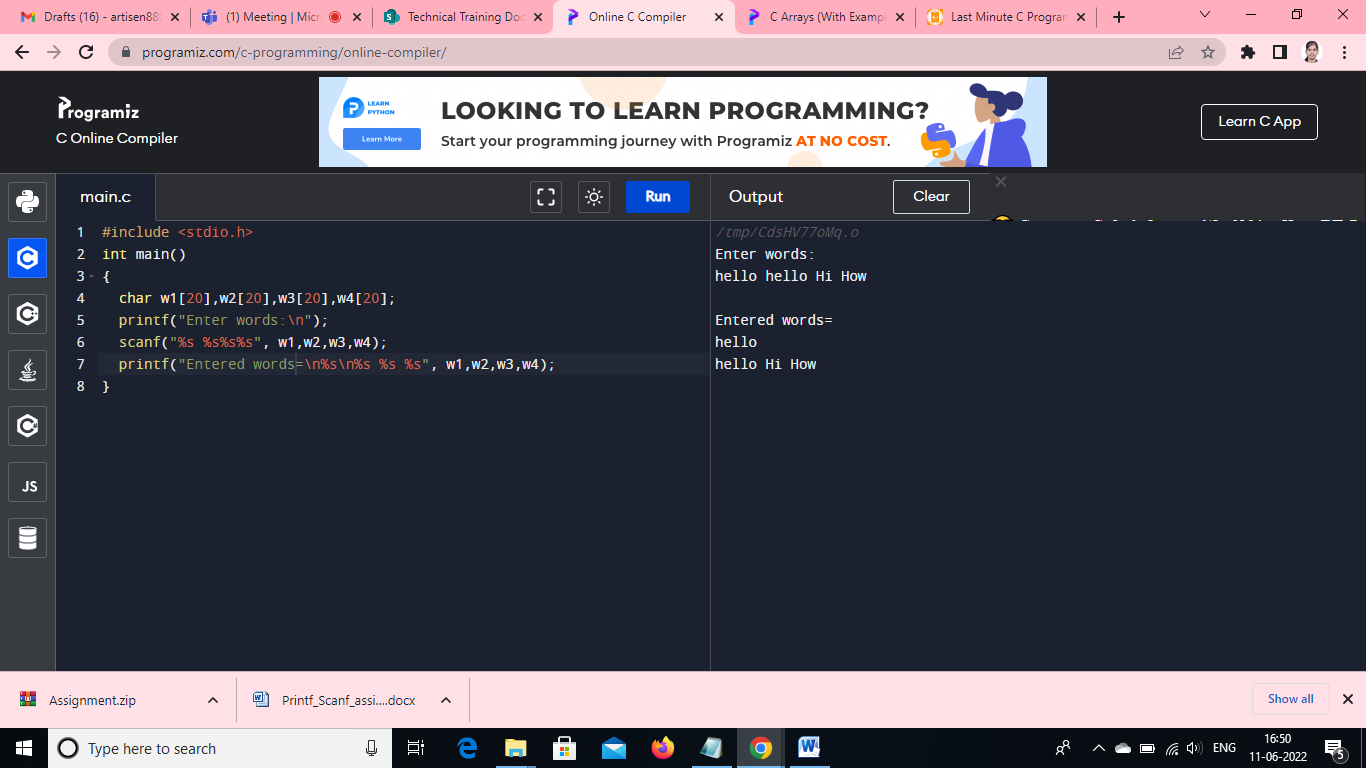 Drafts (16) - artisen88
(1) Meeting | Micr
Technical Training Doc
Online C Compiler
C Arrays (With Exampl
Last Minute C Program
programiz.com/c-programming/online-compiler/
Programiz
C Online Compiler
LEARN
PYTHON
Learn More
LOOKING TO LEARN PROGRAMMING?
Start your programming journey with Programiz AT NO COST.
Learn C App
main.c
Run
Output
Clear
1 #include <stdio.h>
2 int main()
3 {
4 char w1[20],w2[20],w3[20],w4[20];
5 printf("Enter words:\n");
6 scanf("%s %s%s%s", w1,w2,w3,w4);
7 printf("Entered words=\n%s\n%s %s %s", w1,w2,w3,w4);
8 }
/tmp/CdsHV77oMq.o
Enter words:
hello hello Hi How
Entered words=
hello
hello Hi How
JS
Assignment.zip
Printf_Scanf_assi....docx
Show all
Type here to search
ENG
16:50
11-06-2022
5